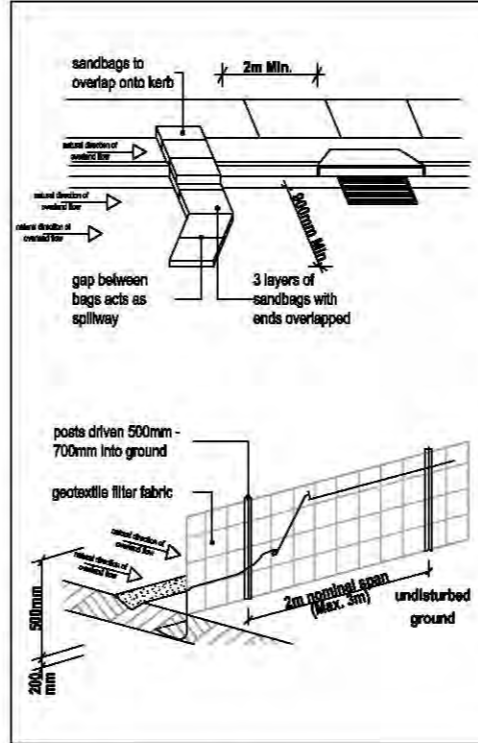 sandbags to
overlap onto kerb
2m Min.
natural direction of
overland flow
natural direction of
overland flow
natural direction of
overland flow
900mm Min.
gap between
bags acts as
spillway
3 layers of
sandbags with
ends overlapped
posts driven 500mm -
700mm into ground
geotextile filter fabric
natural direction of
overland flow
natural direction of
overland flow
500mm
200
mm
2m nominal span
(Max. 3m)
undisturbed
ground